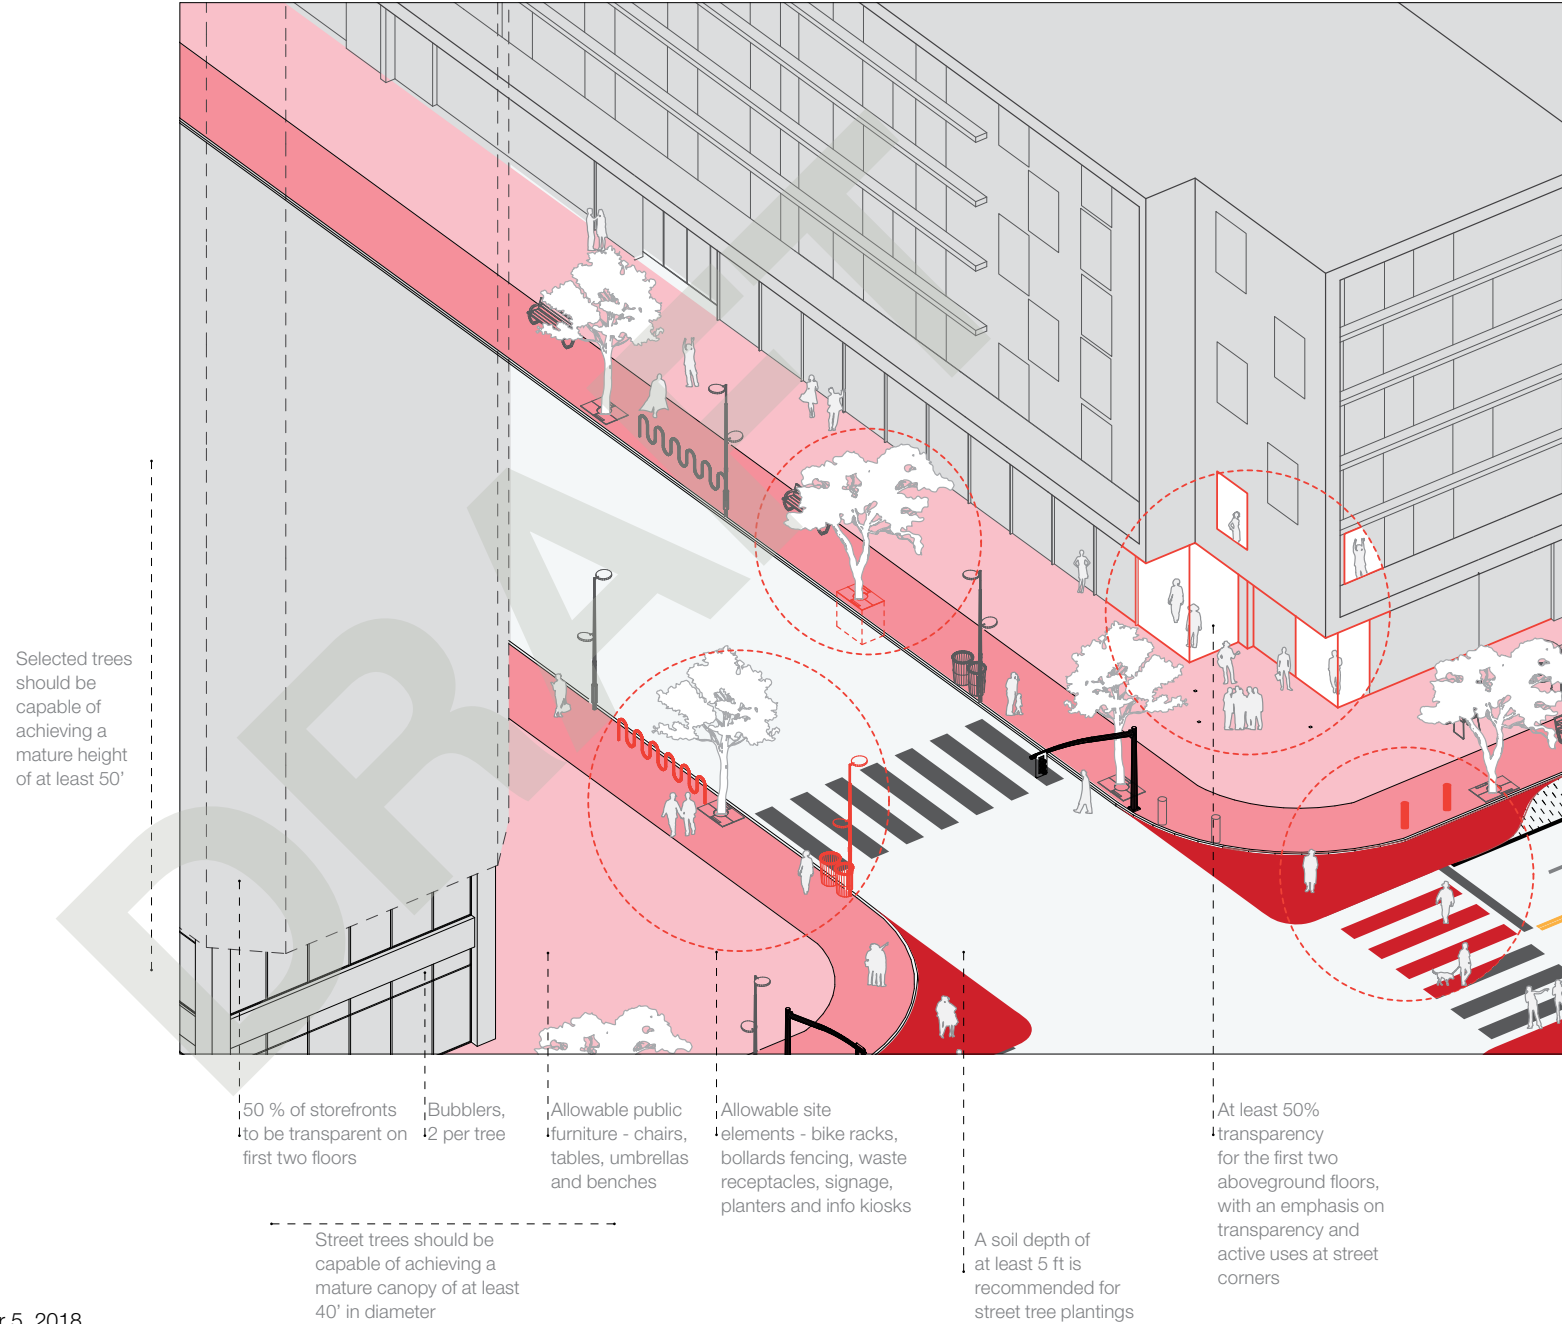 DRAFT
Selected trees
should be
capable of
achieving a
mature height
of at least 50’
50 % of storefronts
to be transparent on
first two floors
Bubblers,
2 per tree
Allowable public
furniture - chairs,
tables, umbrellas
and benches
Allowable site
elements - bike racks,
bollards fencing, waste
receptacles, signage,
planters and info kiosks
At least 50%
transparency
for the first two
aboveground floors,
with an emphasis on
transparency and
active uses at street
corners
Street trees should be
capable of achieving a
mature canopy of at least
40’ in diameter
A soil depth of
at least 5 ft is
recommended for
street tree plantings
5, 2018